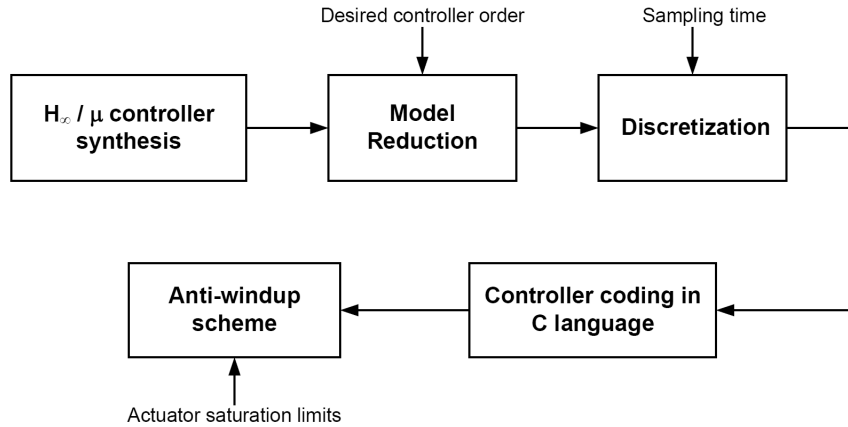 Desired controller order
Sampling time
H∞ / μ controller
synthesis
Model
Reduction
Discretization
Anti-windup
scheme
Controller coding in
C language
Actuator saturation limits